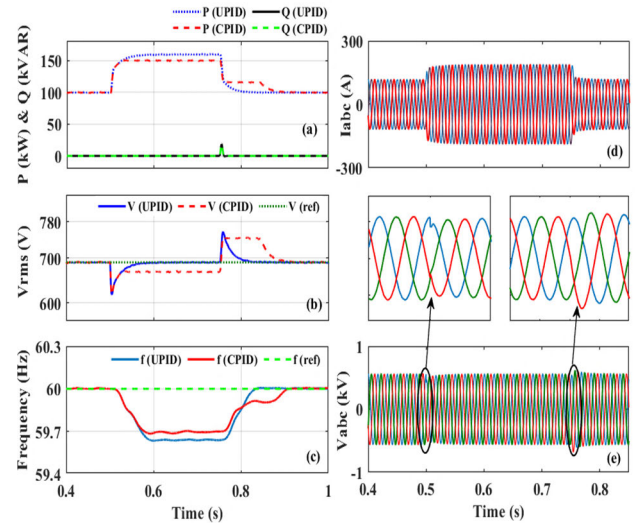 P (UPID) Q (UPID)
P (CPID) Q (CPID)
P (kW) & Q (kVAR)
150
100
50
0
(a)
V (UPID) V (CPID) V (ref)
Vrms (V)
780
690
600
(b)
f (UPID) f (CPID) f (ref)
Frequency (Hz)
60.3
60
59.7
59.4
(c)
0.4 0.6 0.8 1
Time (s)
Iabc (A)
300
0
-300
(d)
Vabc (kV)
1
0
-1
(e)
0.4 0.5 0.6 0.7 0.8
Time (s)